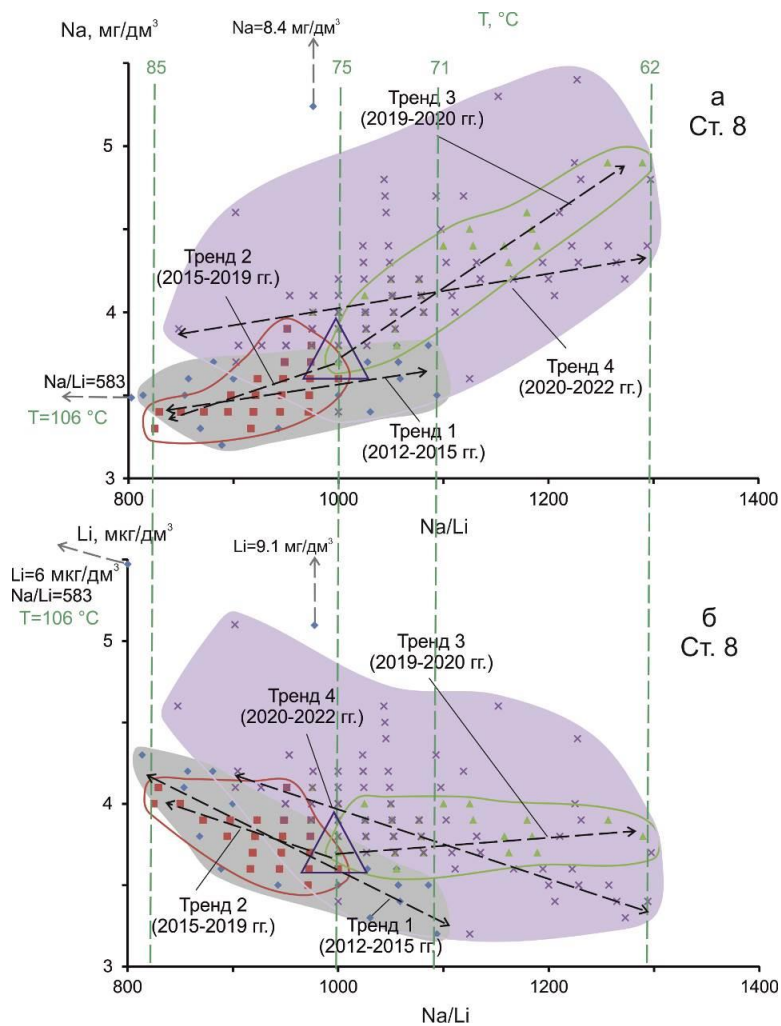 Na, мг/дм³
Na=8.4 мг/дм³
T, °C
85
75
71
62
5
4
3
Тренд 3
(2019-2020 гг.)
а
Ст. 8
Тренд 2
(2015-2019 гг.)
Na/Li=583
T=106 °C
Тренд 4
(2020-2022 гг.)
Тренд 1
(2012-2015 гг.)
800
1000
1200
1400
Na/Li
Li, мкг/дм³
Li=9.1 мг/дм³
Li=6 мкг/дм³
Na/Li=583
T=106 °C
5
4
3
б
Ст. 8
Тренд 3
(2019-2020 гг.)
Тренд 4
(2020-2022 гг.)
Тренд 2
(2015-2019 гг.)
Тренд 1
(2012-2015 гг.)
800
1000
1200
1400
Na/Li